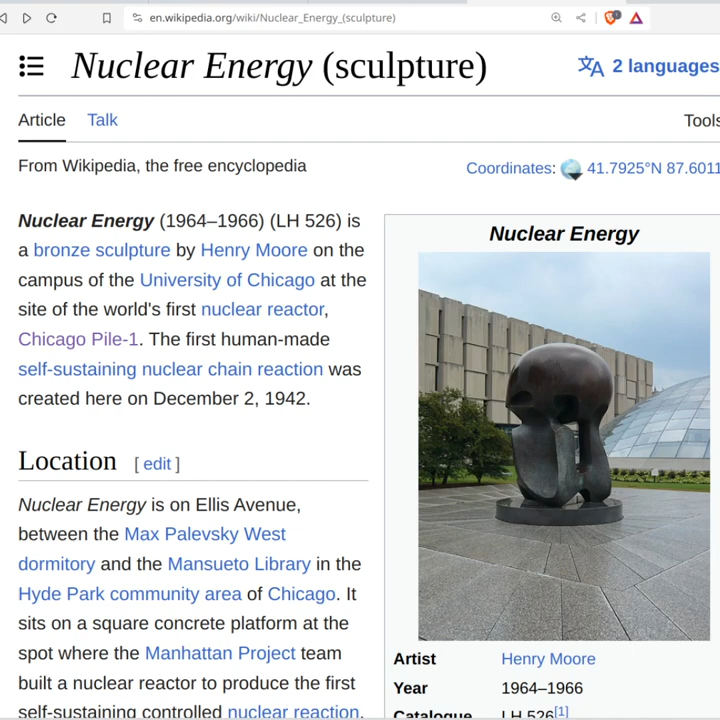 en.wikipedia.org/wiki/Nuclear_Energy_(sculpture)
Nuclear Energy (sculpture)
2 languages
Article Talk
Tools
From Wikipedia, the free encyclopedia
Coordinates: 41.7925°N 87.6011
Nuclear Energy (1964–1966) (LH 526) is
a bronze sculpture by Henry Moore on the
campus of the University of Chicago at the
site of the world's first nuclear reactor,
Chicago Pile-1. The first human-made
self-sustaining nuclear chain reaction was
created here on December 2, 1942.
Location [ edit ]
Nuclear Energy is on Ellis Avenue,
between the Max Palevsky West
dormitory and the Mansueto Library in the
Hyde Park community area of Chicago. It
sits on a square concrete platform at the
spot where the Manhattan Project team
built a nuclear reactor to produce the first
self-sustaining controlled nuclear reaction.
Nuclear Energy
Artist Henry Moore
Year 1964–1966
Catalogue LH 526[1]